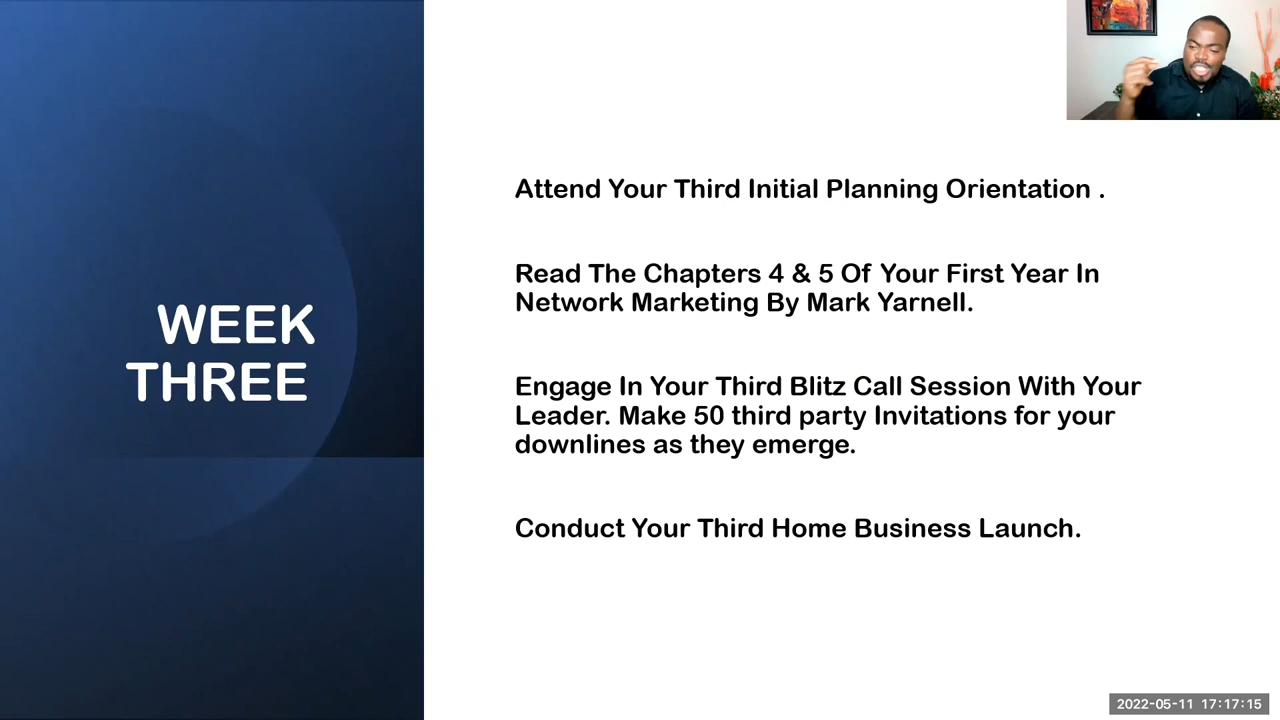 WEEK
THREE
Attend Your Third Initial Planning Orientation .
Read The Chapters 4 & 5 Of Your First Year In
Network Marketing By Mark Yarnell.
Engage In Your Third Blitz Call Session With Your
Leader. Make 50 third party Invitations for your
downlines as they emerge.
Conduct Your Third Home Business Launch.
2022-05-11 17:17:15